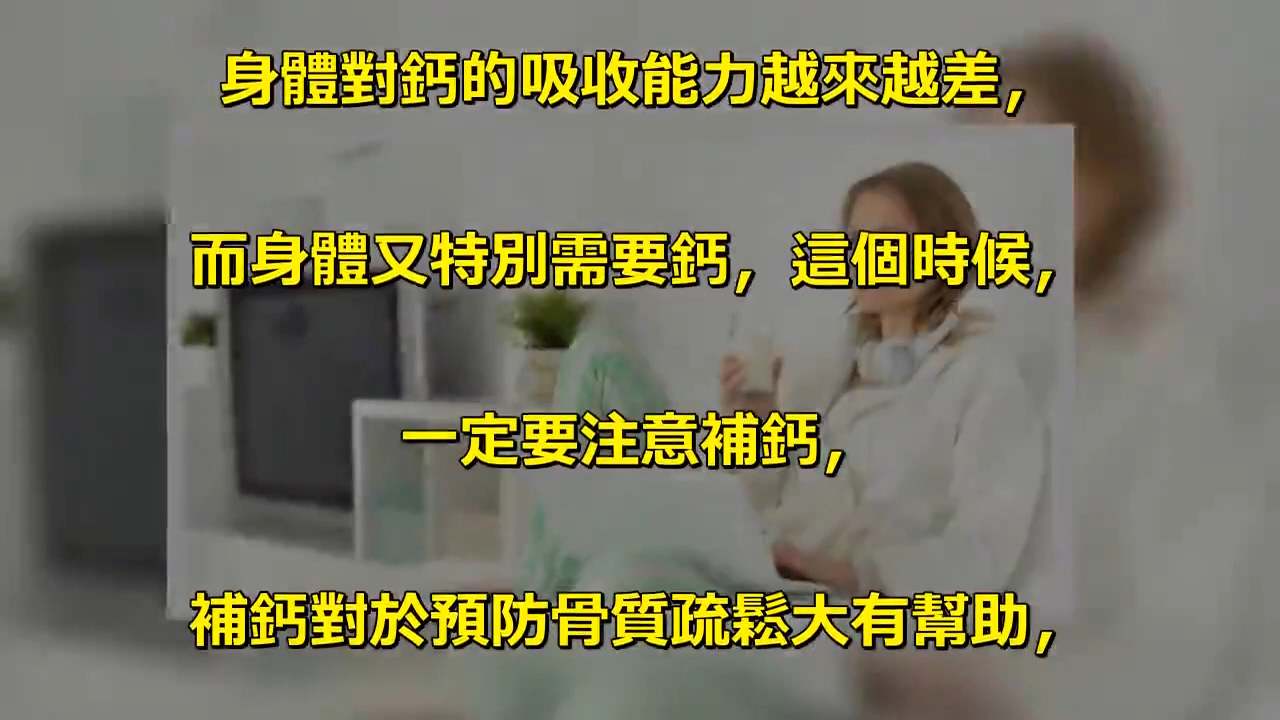 身體對鈣的吸收能力越來越差，
而身體又特別需要鈣，這個時候，
一定要注意補鈣，
補鈣對於預防骨質疏鬆大有幫助，